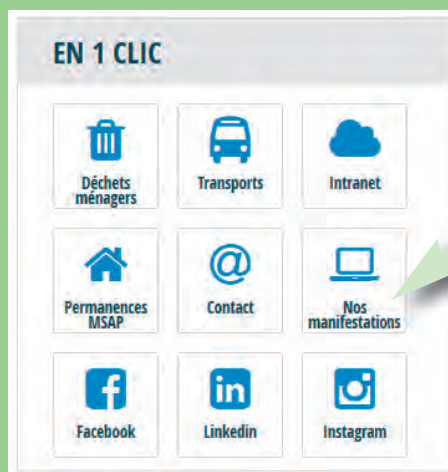 EN 1 CLIC
Déchets
ménagers
Transports
Intranet
Permanences
MSAP
Contact
Nos
manifestations
Facebook
Linkedin
Instagram